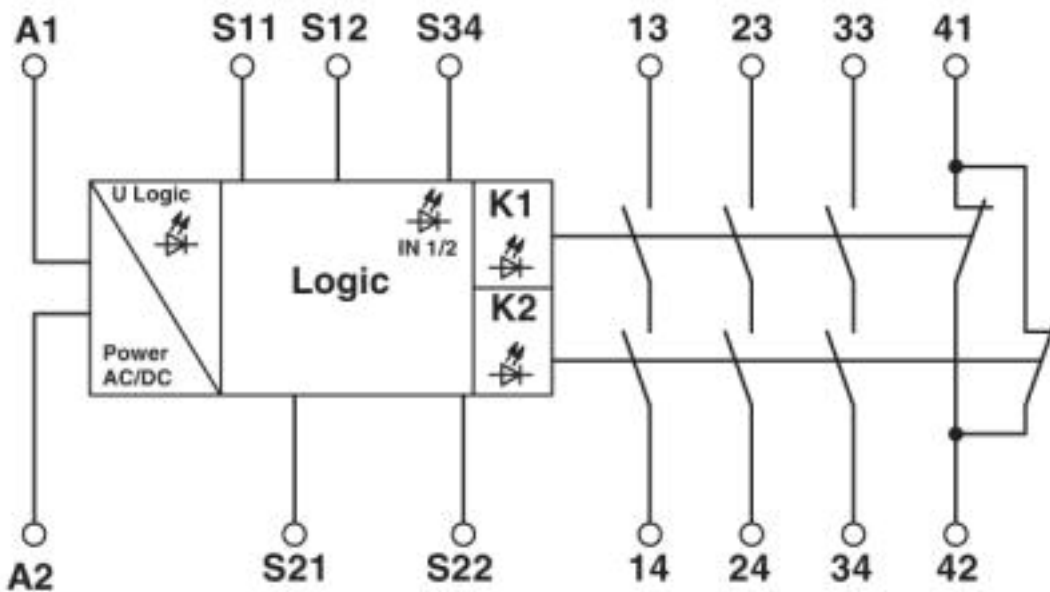 A1 S11 S12 S34 13 23 33 41
U Logic
K1
IN 1/2
Logic
K2
Power
AC/DC
A2 S21 S22 14 24 34 42